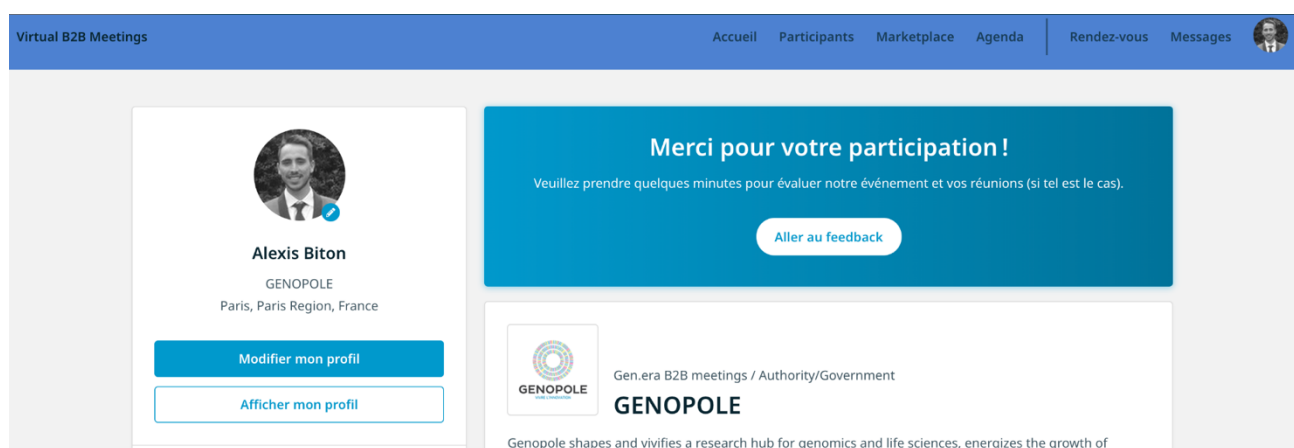 Virtual B2B Meetings
Accueil Participants Marketplace Agenda Rendez-vous Messages
Alexis Biton
GENOPOLE
Paris, Paris Region, France
Modifier mon profil
Afficher mon profil
Merci pour votre participation !
Veuillez prendre quelques minutes pour évaluer notre événement et vos réunions (si tel est le cas).
Aller au feedback
GENOPOLE
Gen.era B2B meetings / Authority/Government
GENOPOLE
Genopole shapes and vivifies a research hub for genomics and life sciences, energizes the growth of